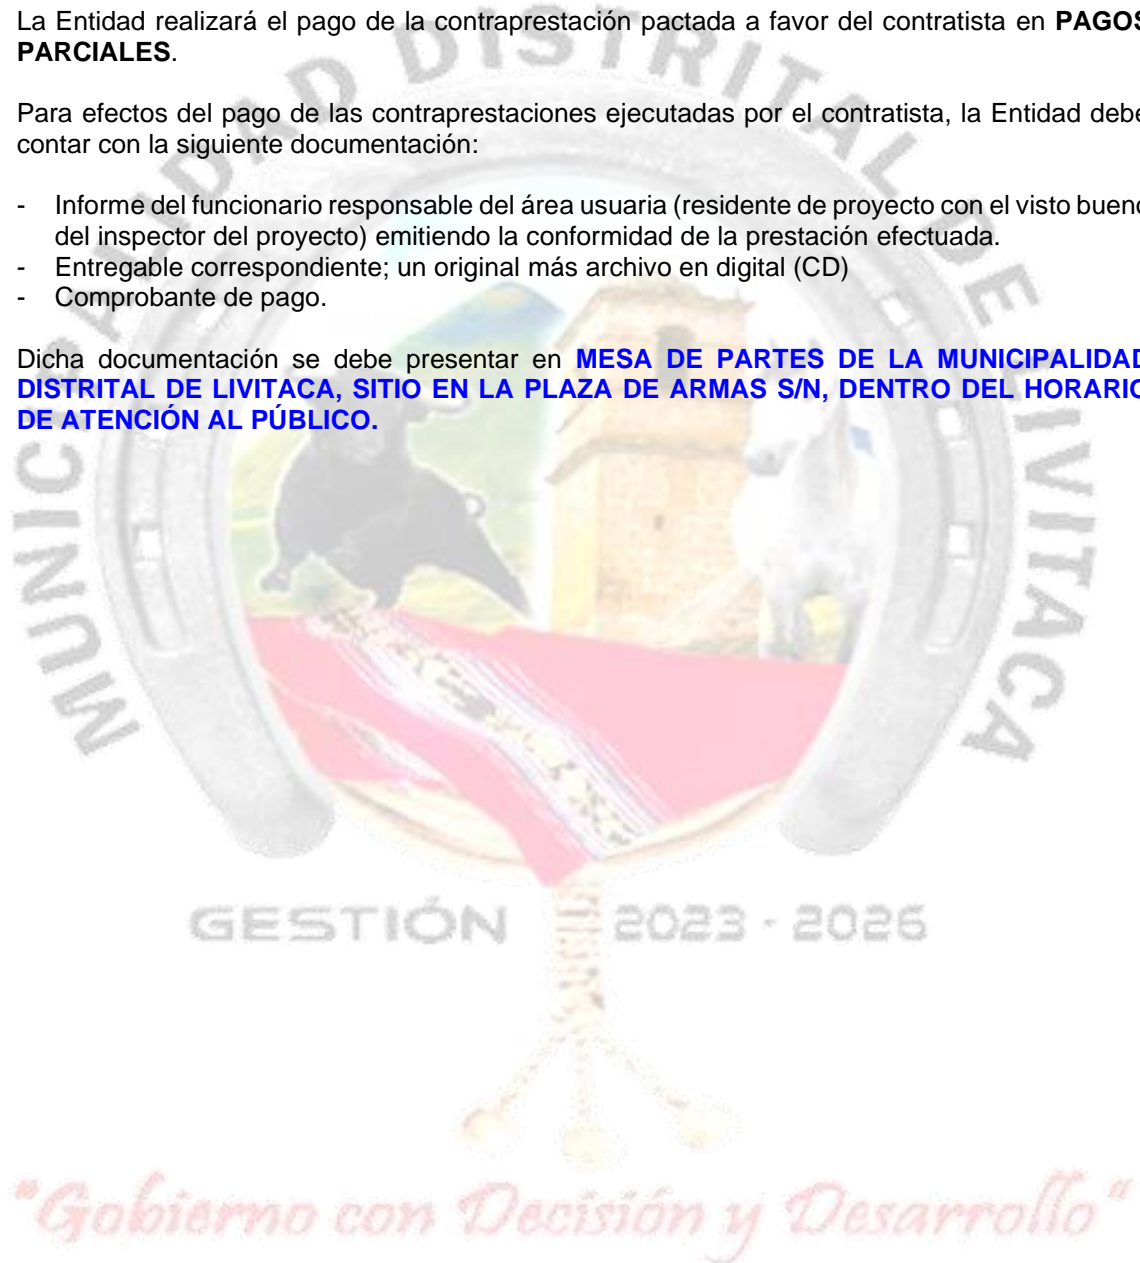 La Entidad realizará el pago de la contraprestación pactada a favor del contratista en PAGOS
PARCIALES.
Para efectos del pago de las contraprestaciones ejecutadas por el contratista, la Entidad debe
contar con la siguiente documentación:
- Informe del funcionario responsable del área usuaria (residente de proyecto con el visto bueno
del inspector del proyecto) emitiendo la conformidad de la prestación efectuada.
- Entregable correspondiente; un original más archivo en digital (CD)
- Comprobante de pago.
Dicha documentación se debe presentar en MESA DE PARTES DE LA MUNICIPALIDAD
DISTRITAL DE LIVITACA, SITIO EN LA PLAZA DE ARMAS S/N, DENTRO DEL HORARIO
DE ATENCIÓN AL PÚBLICO.
MUNICIPALIDAD DISTRITAL DE LIVITACA
GESTIÓN 2023 - 2026
"Gobierno con Decisión y Desarrollo"